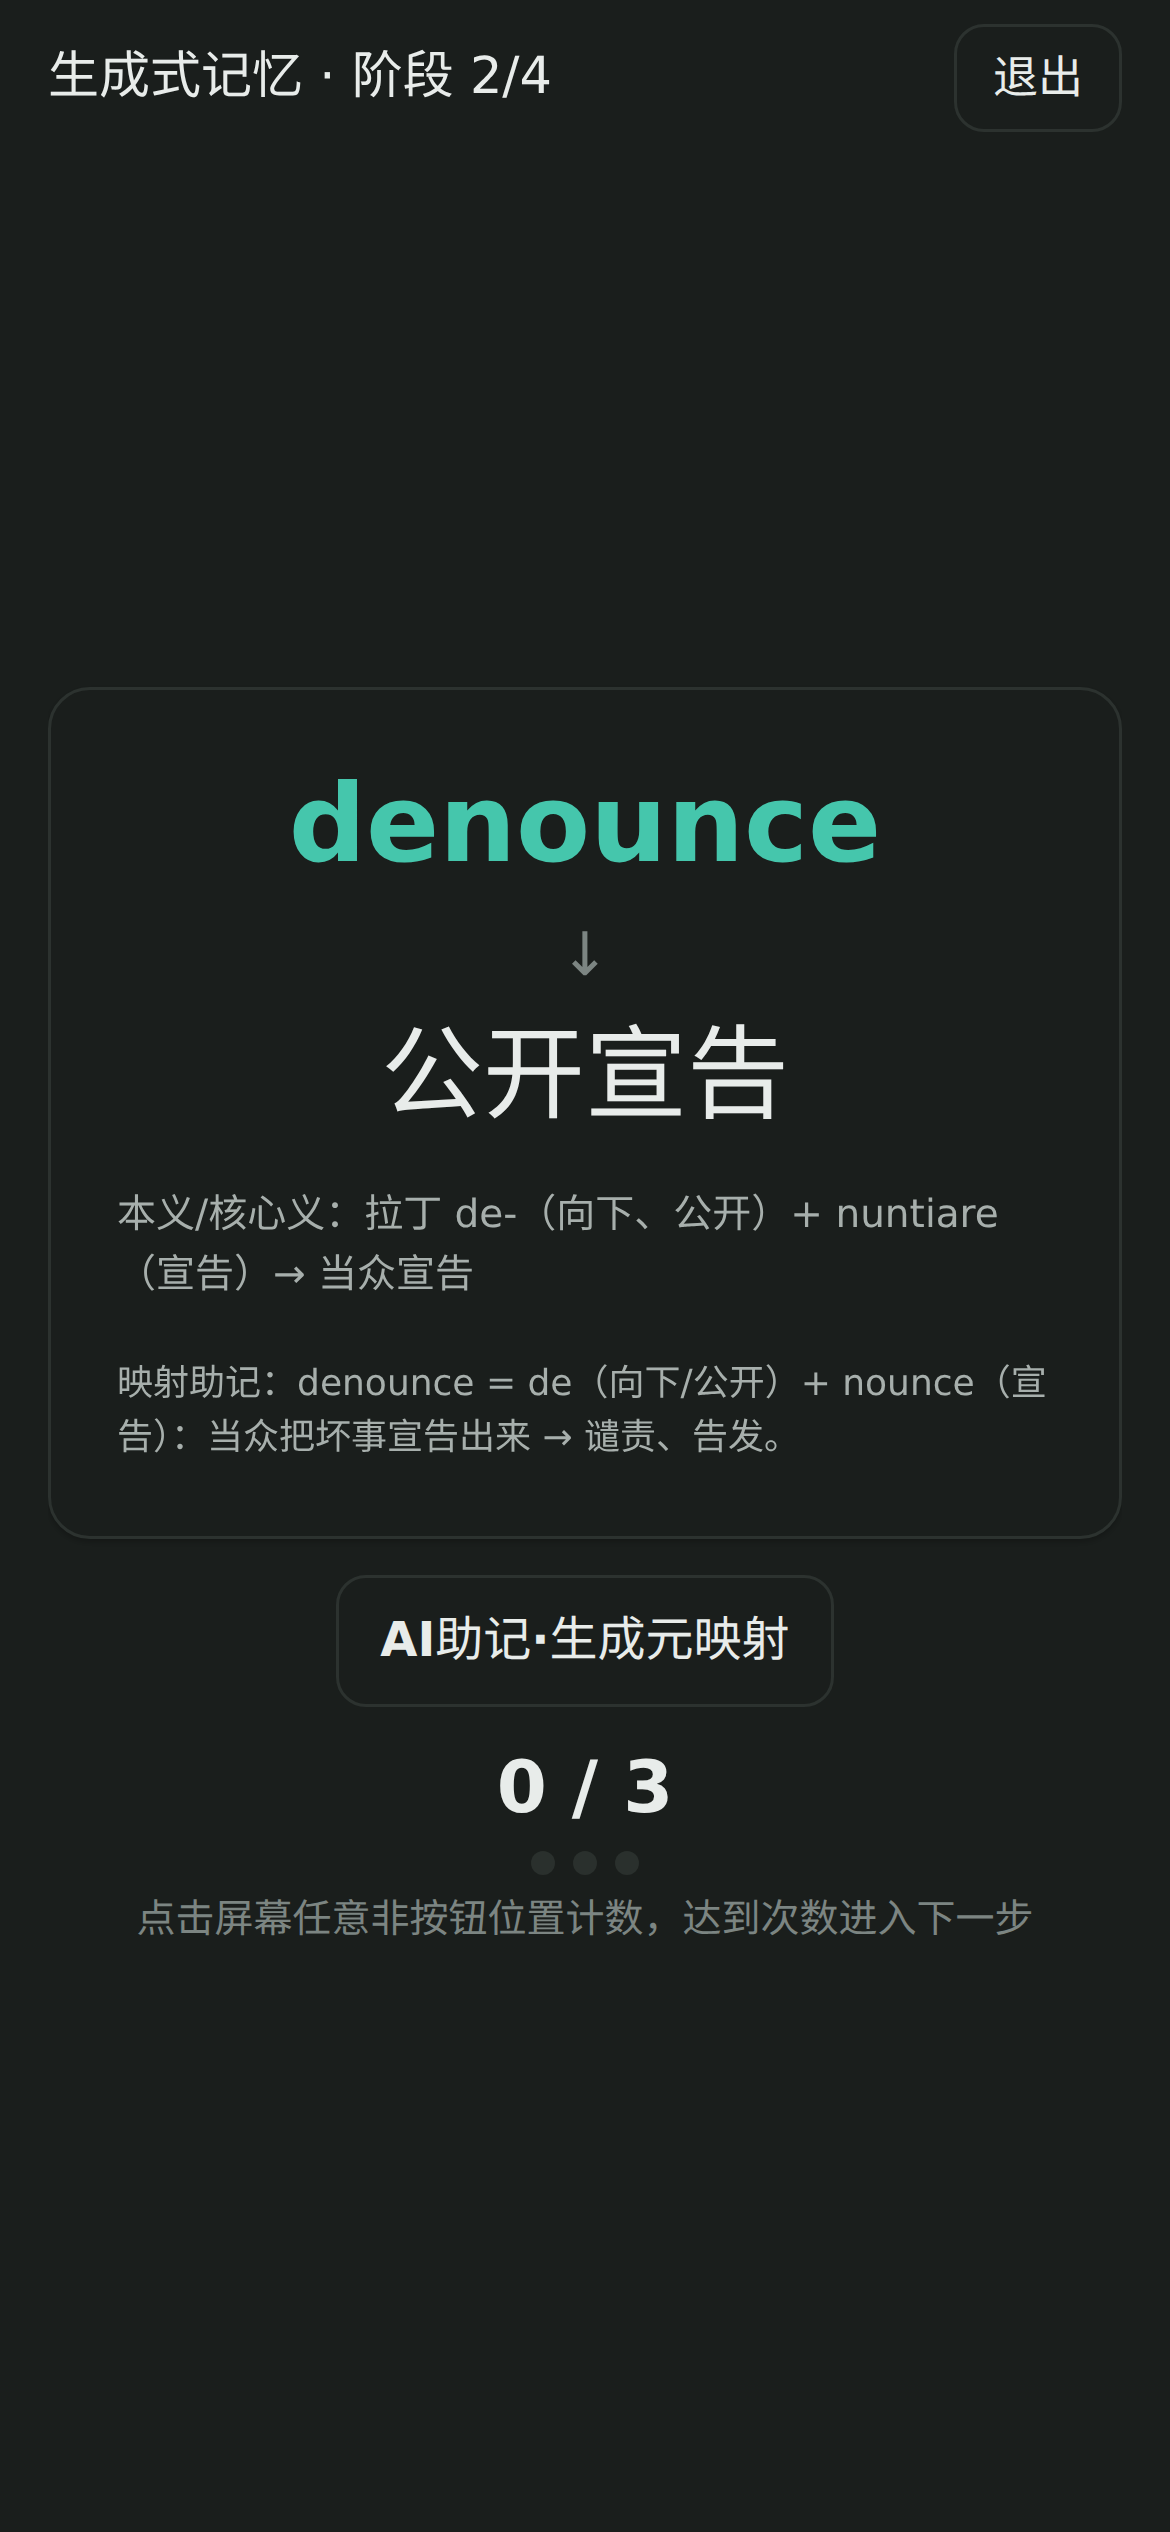 生成式记忆 · 阶段 2/4
退出
denounce
↓
公开宣告
本义/核心义：拉丁 de-（向下、公开）+ nuntiare
（宣告）→ 当众宣告
映射助记：denounce = de（向下/公开）+ nounce（宣
告）：当众把坏事宣告出来 → 谴责、告发。
AI助记·生成元映射
0 / 3
点击屏幕任意非按钮位置计数，达到次数进入下一步